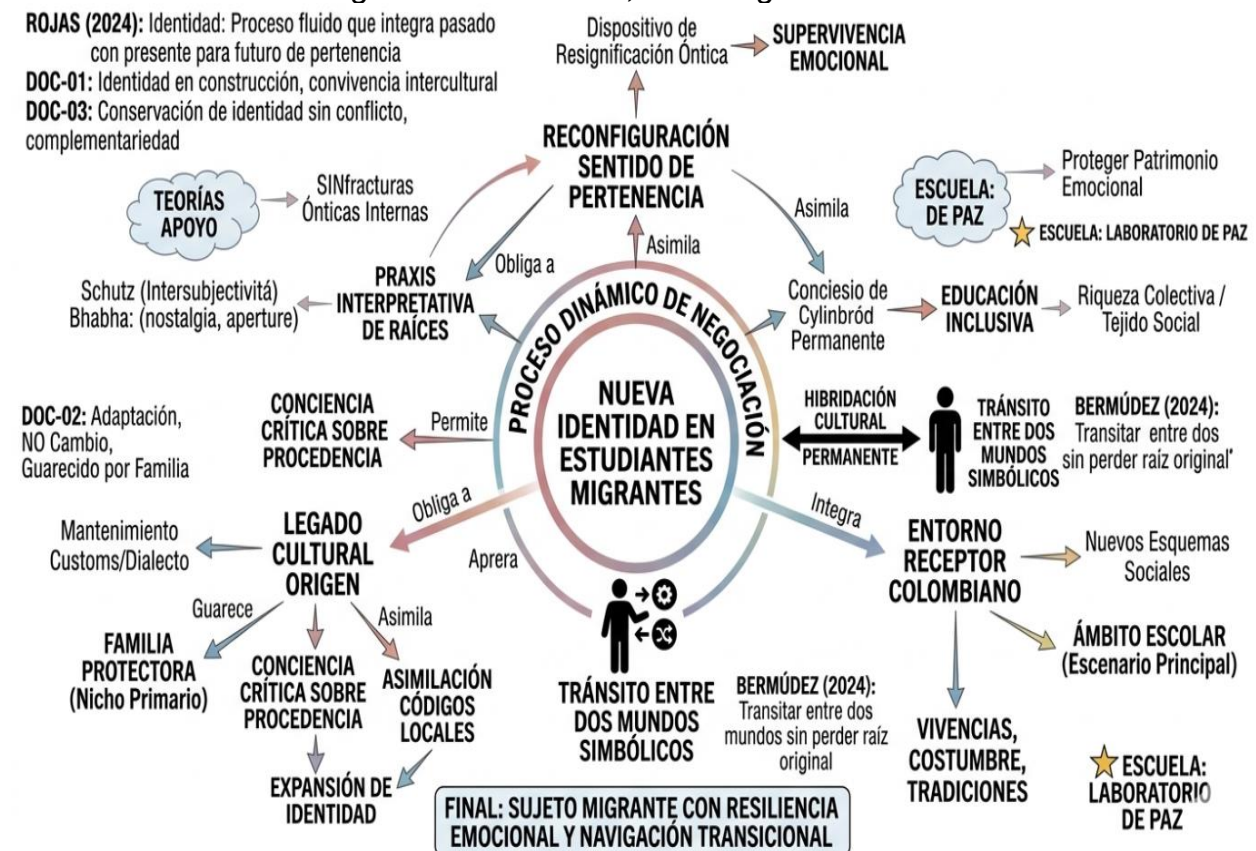 ROJAS (2024): Identidad: Proceso fluido que integra pasado
con presente para futuro de pertenencia
DOC-01: Identidad en construcción, convivencia intercultural
DOC-03: Conservación de identidad sin conflicto,
complementariedad
Dispositivo de
Resignificación Óntica
SUPERVIVENCIA
EMOCIONAL
RECONFIGURACIÓN
SENTIDO DE
PERTENENCIA
TEORÍAS
APOYO
SINfracturas
Ónticas Internas
ESCUELA:
DE PAZ
Proteger Patrimonio
Emocional
ESCUELA: LABORATORIO DE PAZ
Asimila
Asimila
Obliga a
Schutz (Intersubjectivitá)
Bhabha: (nostalgia, aperture)
PRAXIS
INTERPRETATIVA
DE RAÍCES
Conciesio de
Cylinbród
Permanente
EDUCACIÓN
INCLUSIVA
Riqueza Colectiva /
Tejido Social
PROCESO DINÁMICO DE NEGOCIACIÓN
NUEVA
IDENTIDAD EN
ESTUDIANTES
MIGRANTES
DOC-02: Adaptación,
NO Cambio,
Guarecido por Familia
CONCIENCIA
CRÍTICA SOBRE
PROCEDENCIA
Permite
HIBRIDACIÓN
CULTURAL
PERMANENTE
TRÁNSITO
ENTRE DOS
MUNDOS
SIMBÓLICOS
BERMÚDEZ (2024):
Transitar entre dos
sin perder raíz original*
Obliga a
Integra
Aprera
Mantenimiento
Customs/Dialecto
LEGADO
CULTURAL
ORIGEN
ENTORNO
RECEPTOR
COLOMBIANO
Nuevos Esquemas
Sociales
Guarece
Asimila
FAMILIA
PROTECTORA
(Nicho Primario)
CONCIENCIA
CRÍTICA SOBRE
PROCEDENCIA
ASIMILACIÓN
CÓDIGOS
LOCALES
EXPANSIÓN DE
IDENTIDAD
TRÁNSITO ENTRE
DOS MUNDOS
SIMBÓLICOS
BERMÚDEZ (2024):
Transitar entre dos
mundos sin perder raíz
original
ÁMBITO ESCOLAR
(Escenario Principal)
VIVENCIAS,
COSTUMBRE,
TRADICIONES
ESCUELA:
LABORATORIO
DE PAZ
FINAL: SUJETO MIGRANTE CON RESILIENCIA
EMOCIONAL Y NAVIGACIÓN TRANSICIONAL